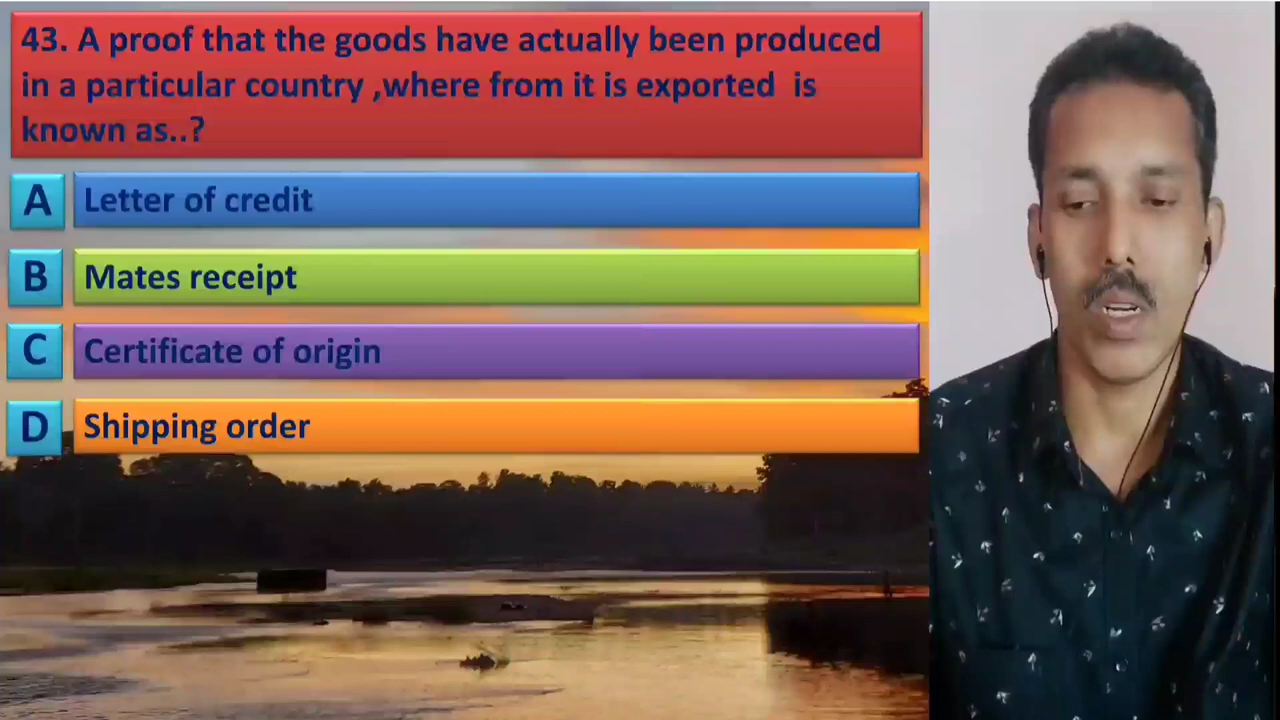 43. A proof that the goods have actually been produced
in a particular country ,where from it is exported  is
known as..?
A Letter of credit
B Mates receipt
C Certificate of origin
D Shipping order